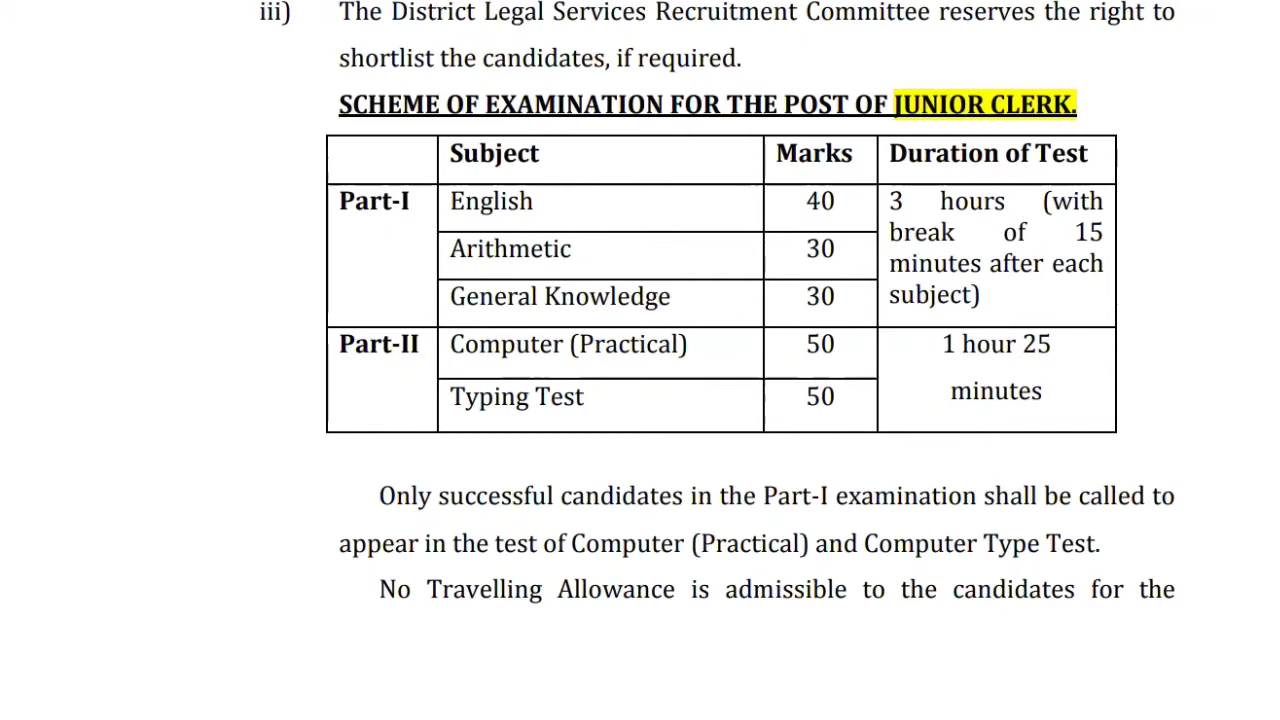 iii) The District Legal Services Recruitment Committee reserves the right to
shortlist the candidates, if required.
SCHEME OF EXAMINATION FOR THE POST OF JUNIOR CLERK.
Subject Marks Duration of Test
Part-I English 40 3 hours (with
break of 15
minutes after each
subject)
Arithmetic 30
General Knowledge 30
Part-II Computer (Practical) 50 1 hour 25
minutes
Typing Test 50
Only successful candidates in the Part-I examination shall be called to
appear in the test of Computer (Practical) and Computer Type Test.
No Travelling Allowance is admissible to the candidates for the